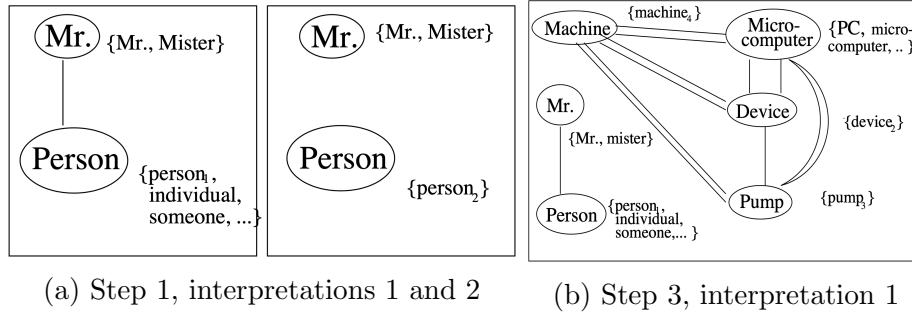 Mr. {Mr., Mister}
Person
{person₁,
individual,
someone, ...}
Mr. {Mr., Mister}
Person
{person₂}
(a) Step 1, interpretations 1 and 2
{machine₄}
Machine
Micro-
computer
{PC, micro-
computer, .. }
Mr.
Device
{device₂}
{Mr., mister}
Pump
{pump₃}
Person
{person₁,
individual,
someone,... }
(b) Step 3, interpretation 1